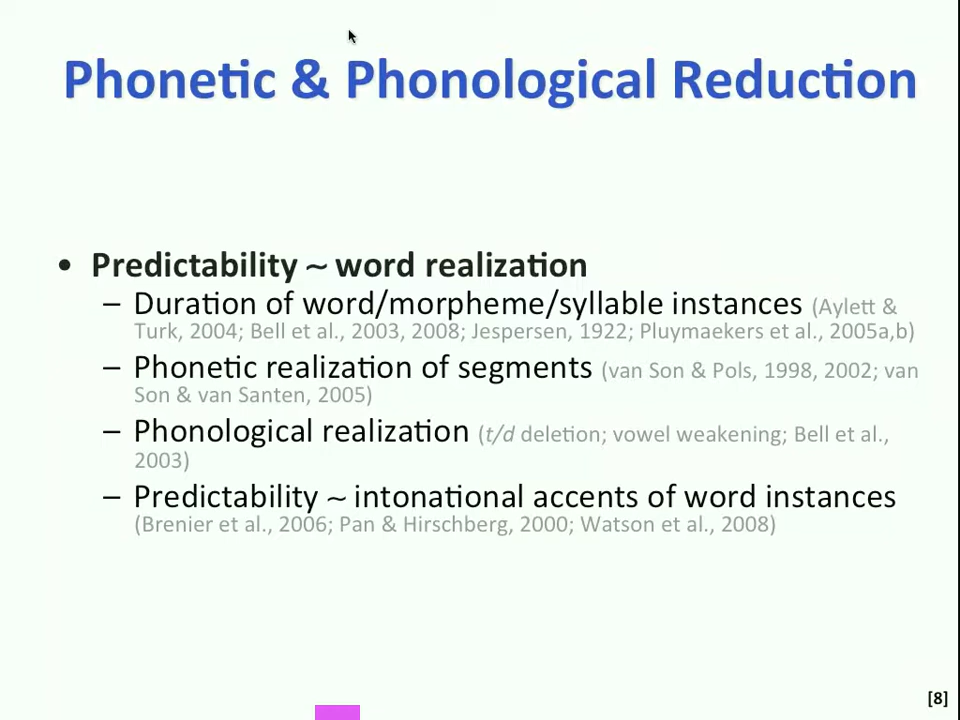 Phonetic & Phonological Reduction
• Predictability ~ word realization
– Duration of word/morpheme/syllable instances (Aylett &
Turk, 2004; Bell et al., 2003, 2008; Jespersen, 1922; Pluymaekers et al., 2005a,b)
– Phonetic realization of segments (van Son & Pols, 1998, 2002; van
Son & van Santen, 2005)
– Phonological realization (t/d deletion; vowel weakening; Bell et al.,
2003)
– Predictability ~ intonational accents of word instances
(Brenier et al., 2006; Pan & Hirschberg, 2000; Watson et al., 2008)
[8]